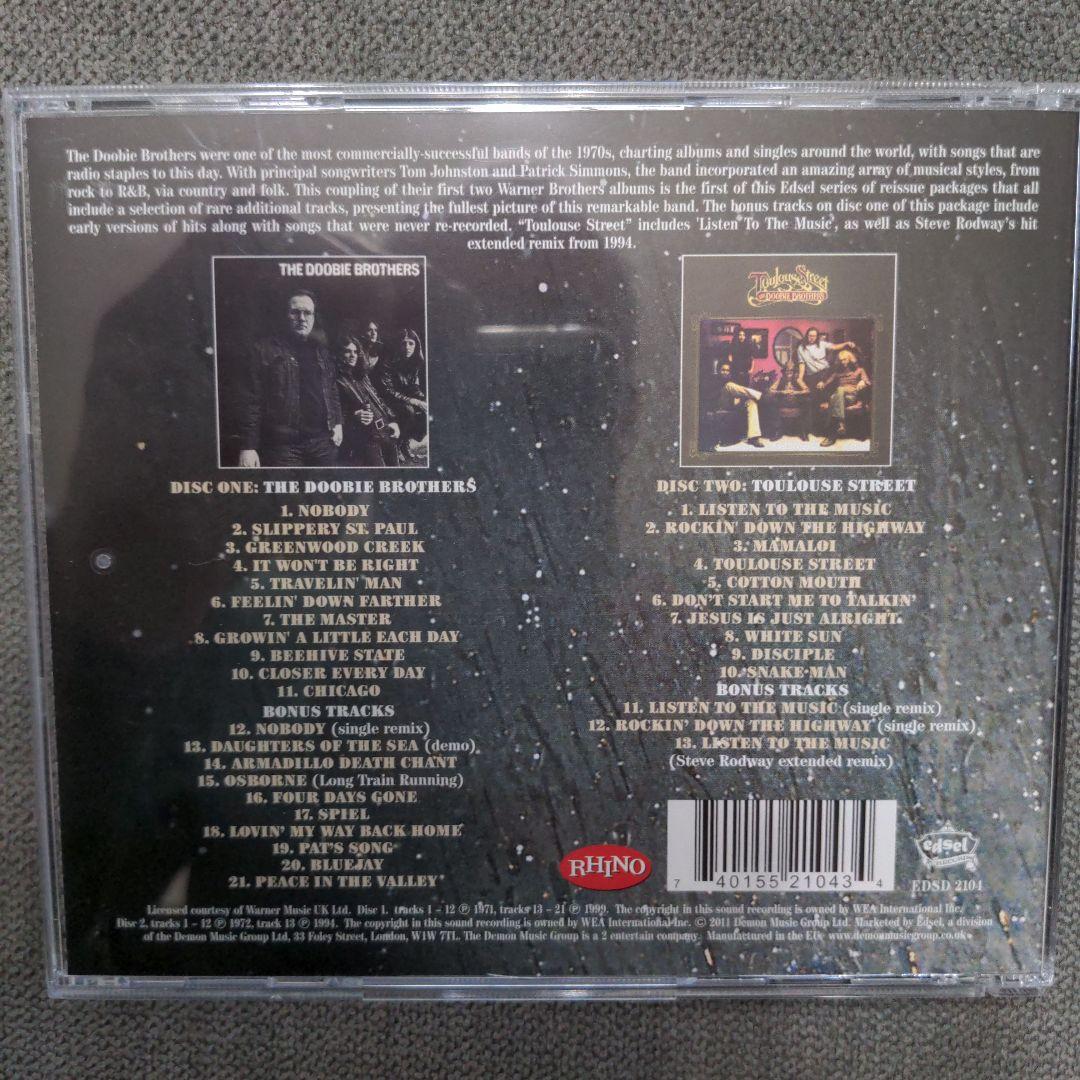 The Doobie Brothers were one of the most commercially-successful bands of the 1970s, charting albums and singles around the world, with songs that are
radio staples to this day. With principal songwriters Tom Johnston and Patrick Simmons, the band incorporated an amazing array of musical styles, from
rock to R&B, via country and folk. This coupling of their first two Warner Brothers albums is the first of this Edsel series of reissue packages that all
include a selection of rare additional tracks, presenting the fullest picture of this remarkable band. The bonus tracks on disc one of this package include
early versions of hits along with songs that were never re-recorded. “Toulouse Street” includes 'Listen To The Music', as well as Steve Rodway's hit
extended remix from 1994.
THE DOOBIE BROTHERS
DISC ONE: THE DOOBIE BROTHERS
1. NOBODY
2. SLIPPERY ST. PAUL
3. GREENWOOD CREEK
4. IT WON'T BE RIGHT
5. TRAVELIN' MAN
6. FEELIN' DOWN FARTHER
7. THE MASTER
8. GROWIN' A LITTLE EACH DAY
9. BEEHIVE STATE
10. CLOSER EVERY DAY
11. CHICAGO
BONUS TRACKS
12. NOBODY (single remix)
13. DAUGHTERS OF THE SEA (demo)
14. ARMADILLO DEATH CHANT
15. OSBORNE (Long Train Running)
16. FOUR DAYS GONE
17. SPIEL
18. LOVIN' MY WAY BACK HOME
19. PAT'S SONG
20. BLUEJAY
21. PEACE IN THE VALLEY
Toulouse Street
THE DOOBIE BROTHERS
DISC TWO: TOULOUSE STREET
1. LISTEN TO THE MUSIC
2. ROCKIN' DOWN THE HIGHWAY
3. MAMALOI
4. TOULOUSE STREET
5. COTTON MOUTH
6. DON'T START ME TO TALKIN'
7. JESUS IS JUST ALRIGHT
8. WHITE SUN
9. DISCIPLE
10. SNAKE MAN
BONUS TRACKS
11. LISTEN TO THE MUSIC (single remix)
12. ROCKIN' DOWN THE HIGHWAY (single remix)
13. LISTEN TO THE MUSIC
(Steve Rodway extended remix)
RHINO
7 40155 21043 4
edsel
RECORDS
EDSD 2104
Licensed courtesy of Warner Music UK Ltd. Disc 1. tracks 1 – 12 ℗ 1971, tracks 13 – 21 ℗ 1999. The copyright in this sound recording is owned by WEA International Inc.
Disc 2, tracks 1 – 12 ℗ 1972, track 13 ℗ 1994. The copyright in this sound recording is owned by WEA International Inc. © 2011 Demon Music Group Ltd. Marketed by Edsel, a division
of the Demon Music Group Ltd, 33 Foley Street, London, W1W 7TL. The Demon Music Group is a 2 entertain company. Manufactured in the EU. www.demonmusicgroup.co.uk